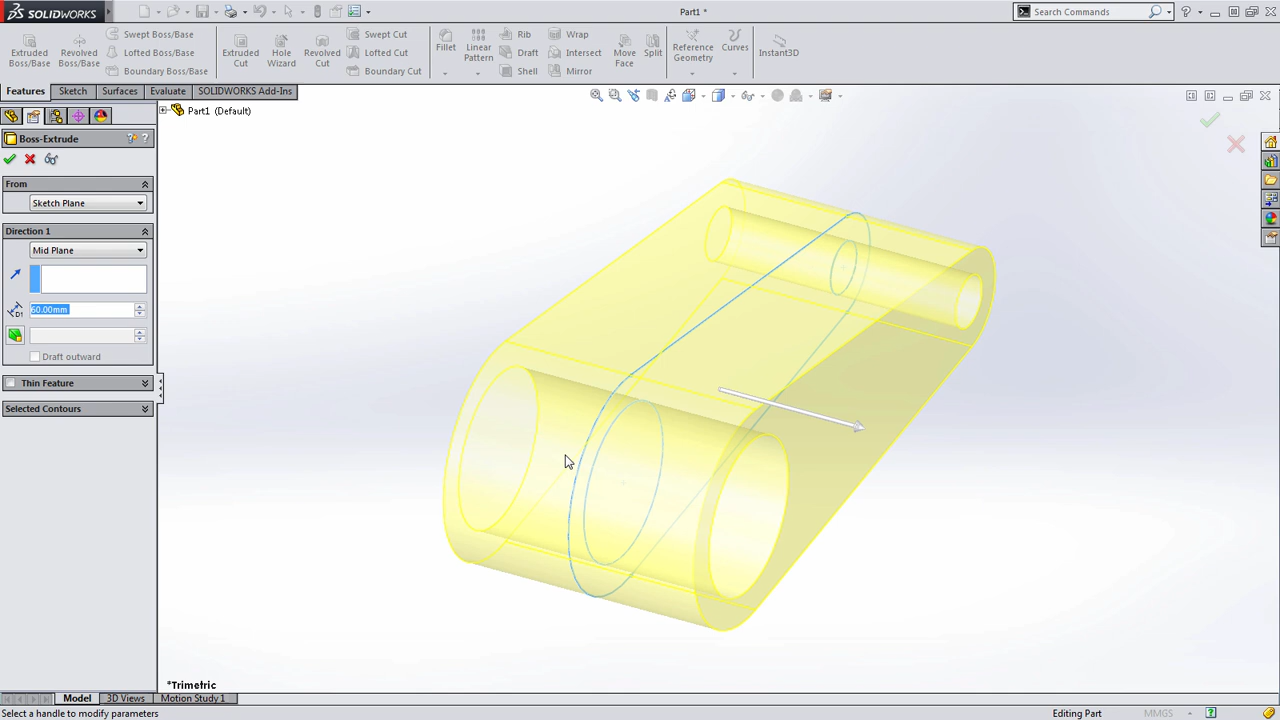 SOLIDWORKS
Part1 *
Search Commands
?
Extruded Boss/Base
Revolved Boss/Base
Swept Boss/Base
Lofted Boss/Base
Boundary Boss/Base
Extruded Cut
Hole Wizard
Revolved Cut
Swept Cut
Lofted Cut
Boundary Cut
Fillet
Linear Pattern
Rib
Draft
Shell
Wrap
Intersect
Mirror
Move Face
Split
Reference Geometry
Curves
Instant3D
Features Sketch Surfaces Evaluate SOLIDWORKS Add-Ins
Part1 (Default)
Boss-Extrude
From
Sketch Plane
Direction 1
Mid Plane
D1 60.00mm
Draft outward
Thin Feature
Selected Contours
*Trimetric
Model 3D Views Motion Study 1
Select a handle to modify parameters Editing Part MMGS ?